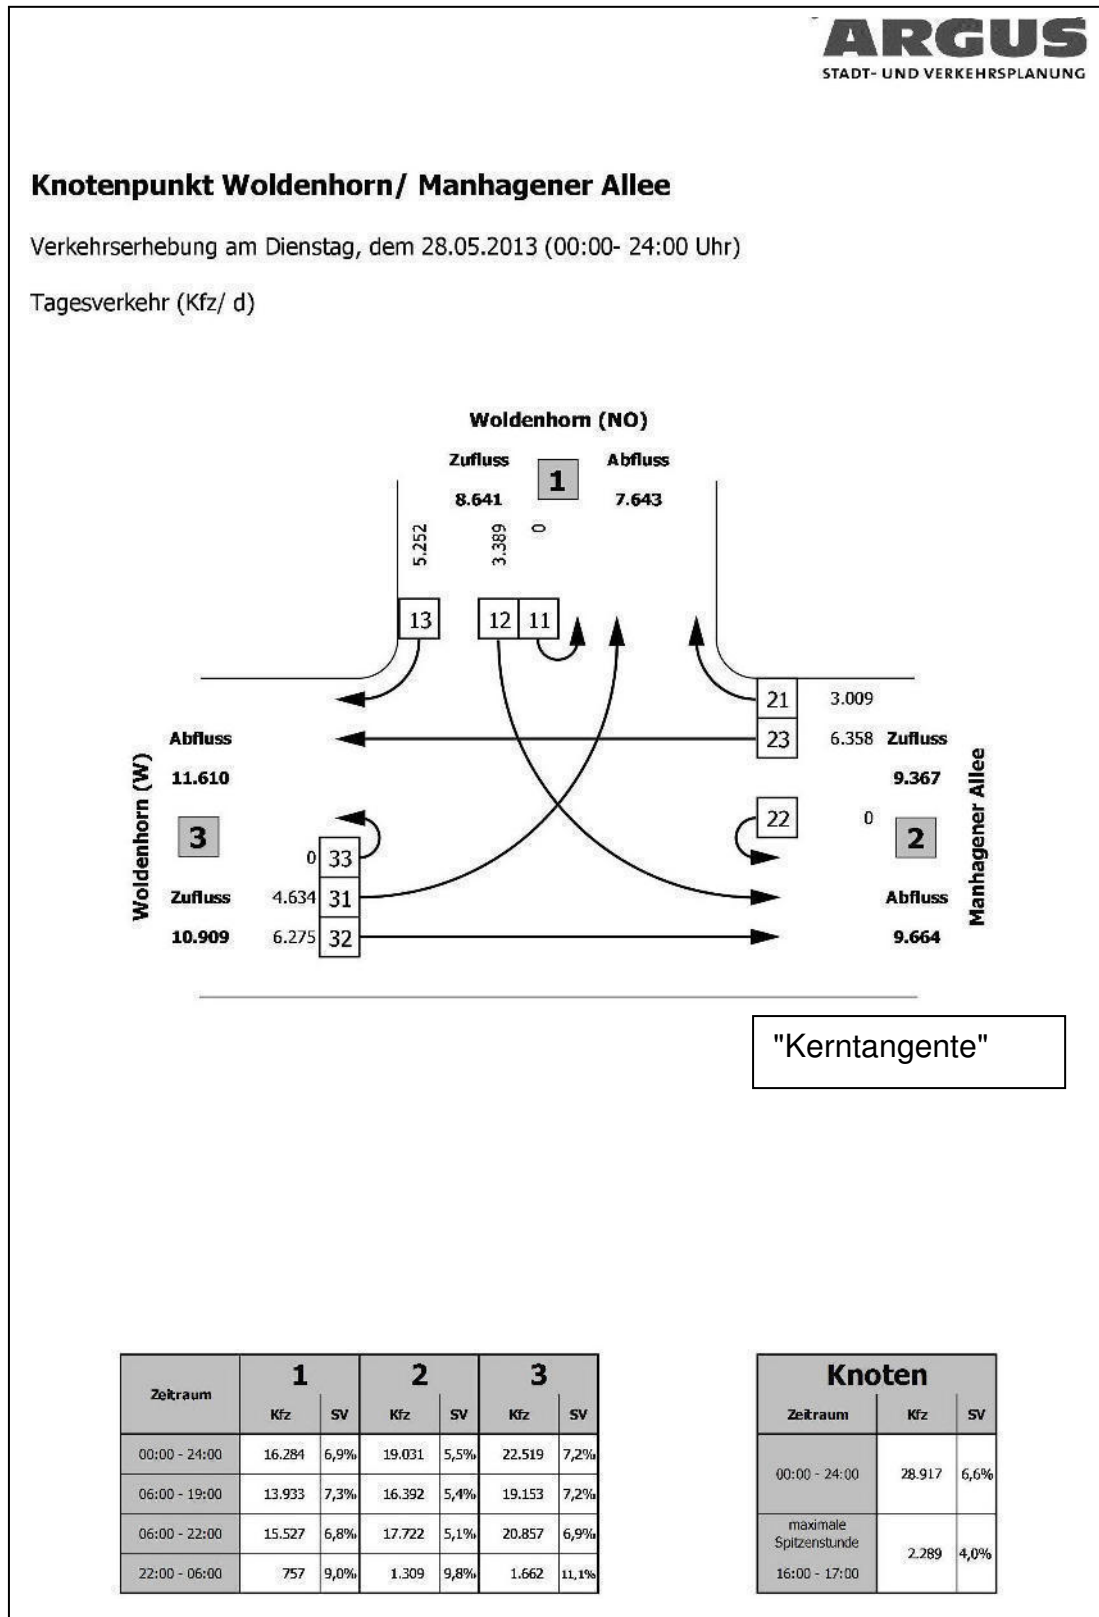 ARGUS
STADT- UND VERKEHRSPLANUNG
Knotenpunkt Woldenhorn/ Manhagener Allee
Verkehrserhebung am Dienstag, dem 28.05.2013 (00:00- 24:00 Uhr)
Tagesverkehr (Kfz/ d)
Woldenhorn (NO)
Zufluss 1 Abfluss
8.641 7.643
5.252 3.389 0
13 12 11
21 3.009
23 6.358 Zufluss
9.367
22 0
2
Manhagener Allee
Abfluss
9.664
Woldenhorn (W)
Abfluss
11.610
3
0 33
Zufluss 4.634 31
10.909 6.275 32
"Kerntangente"
Zeitraum 1 2 3
Kfz SV Kfz SV Kfz SV
00:00 - 24:00 16.284 6,9% 19.031 5,5% 22.519 7,2%
06:00 - 19:00 13.933 7,3% 16.392 5,4% 19.153 7,2%
06:00 - 22:00 15.527 6,8% 17.722 5,1% 20.857 6,9%
22:00 - 06:00 757 9,0% 1.309 9,8% 1.662 11,1%
Knoten
Zeitraum Kfz SV
00:00 - 24:00 28.917 6,6%
maximale
Spitzenstunde
16:00 - 17:00 2.289 4,0%